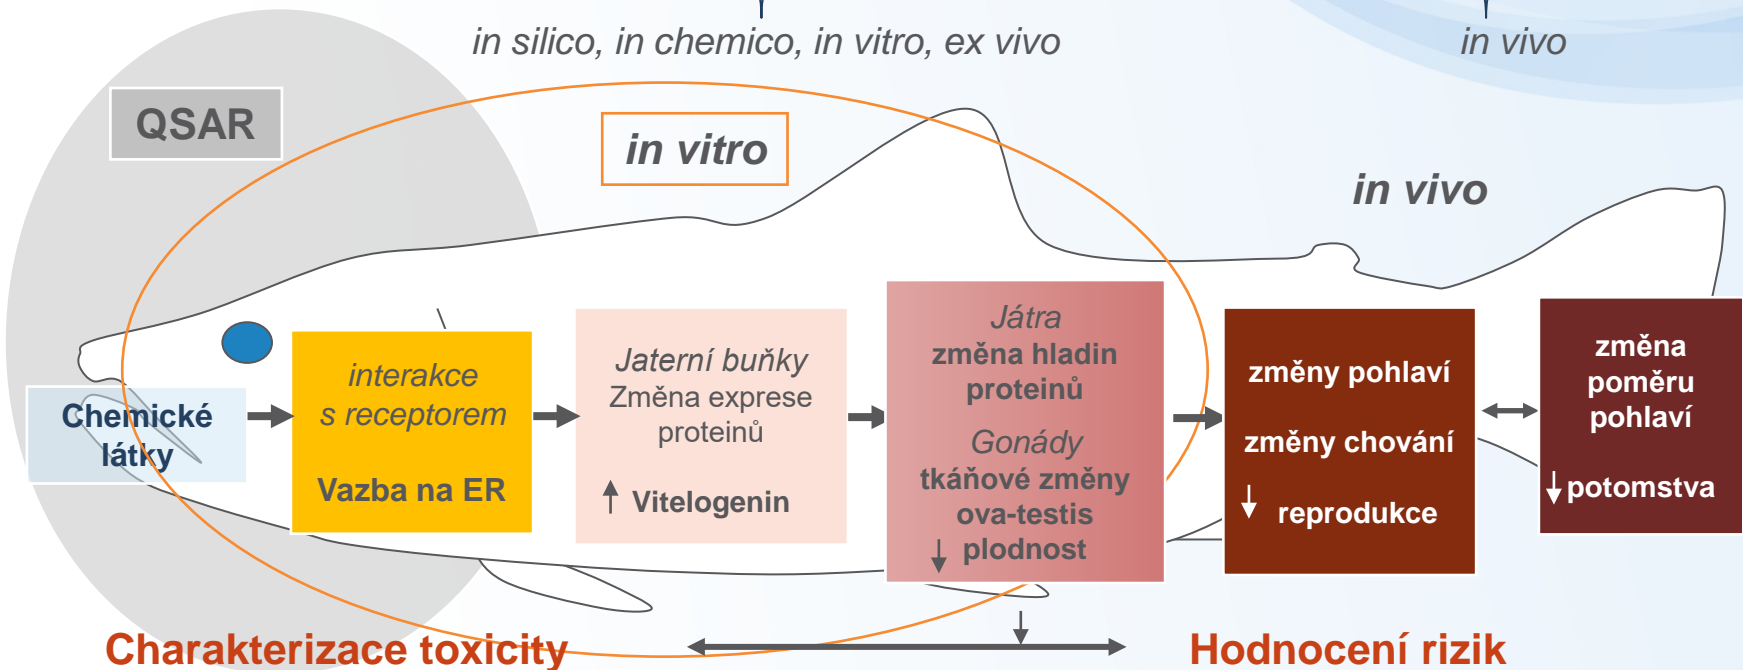 in silico, in chemico, in vitro, ex vivo
in vivo
QSAR
in vitro
in vivo
Chemické
látky
interakce
s receptorem
Vazba na ER
Jaterní buňky
Změna exprese
proteinů
↑ Vitelogenin
Játra
změna hladin
proteinů
Gonády
tkáňové změny
ova-testis
↓ plodnost
změny pohlaví
změny chování
↓ reprodukce
změna
poměru
pohlaví
↓ potomstva
Charakterizace toxicity
Hodnocení rizik